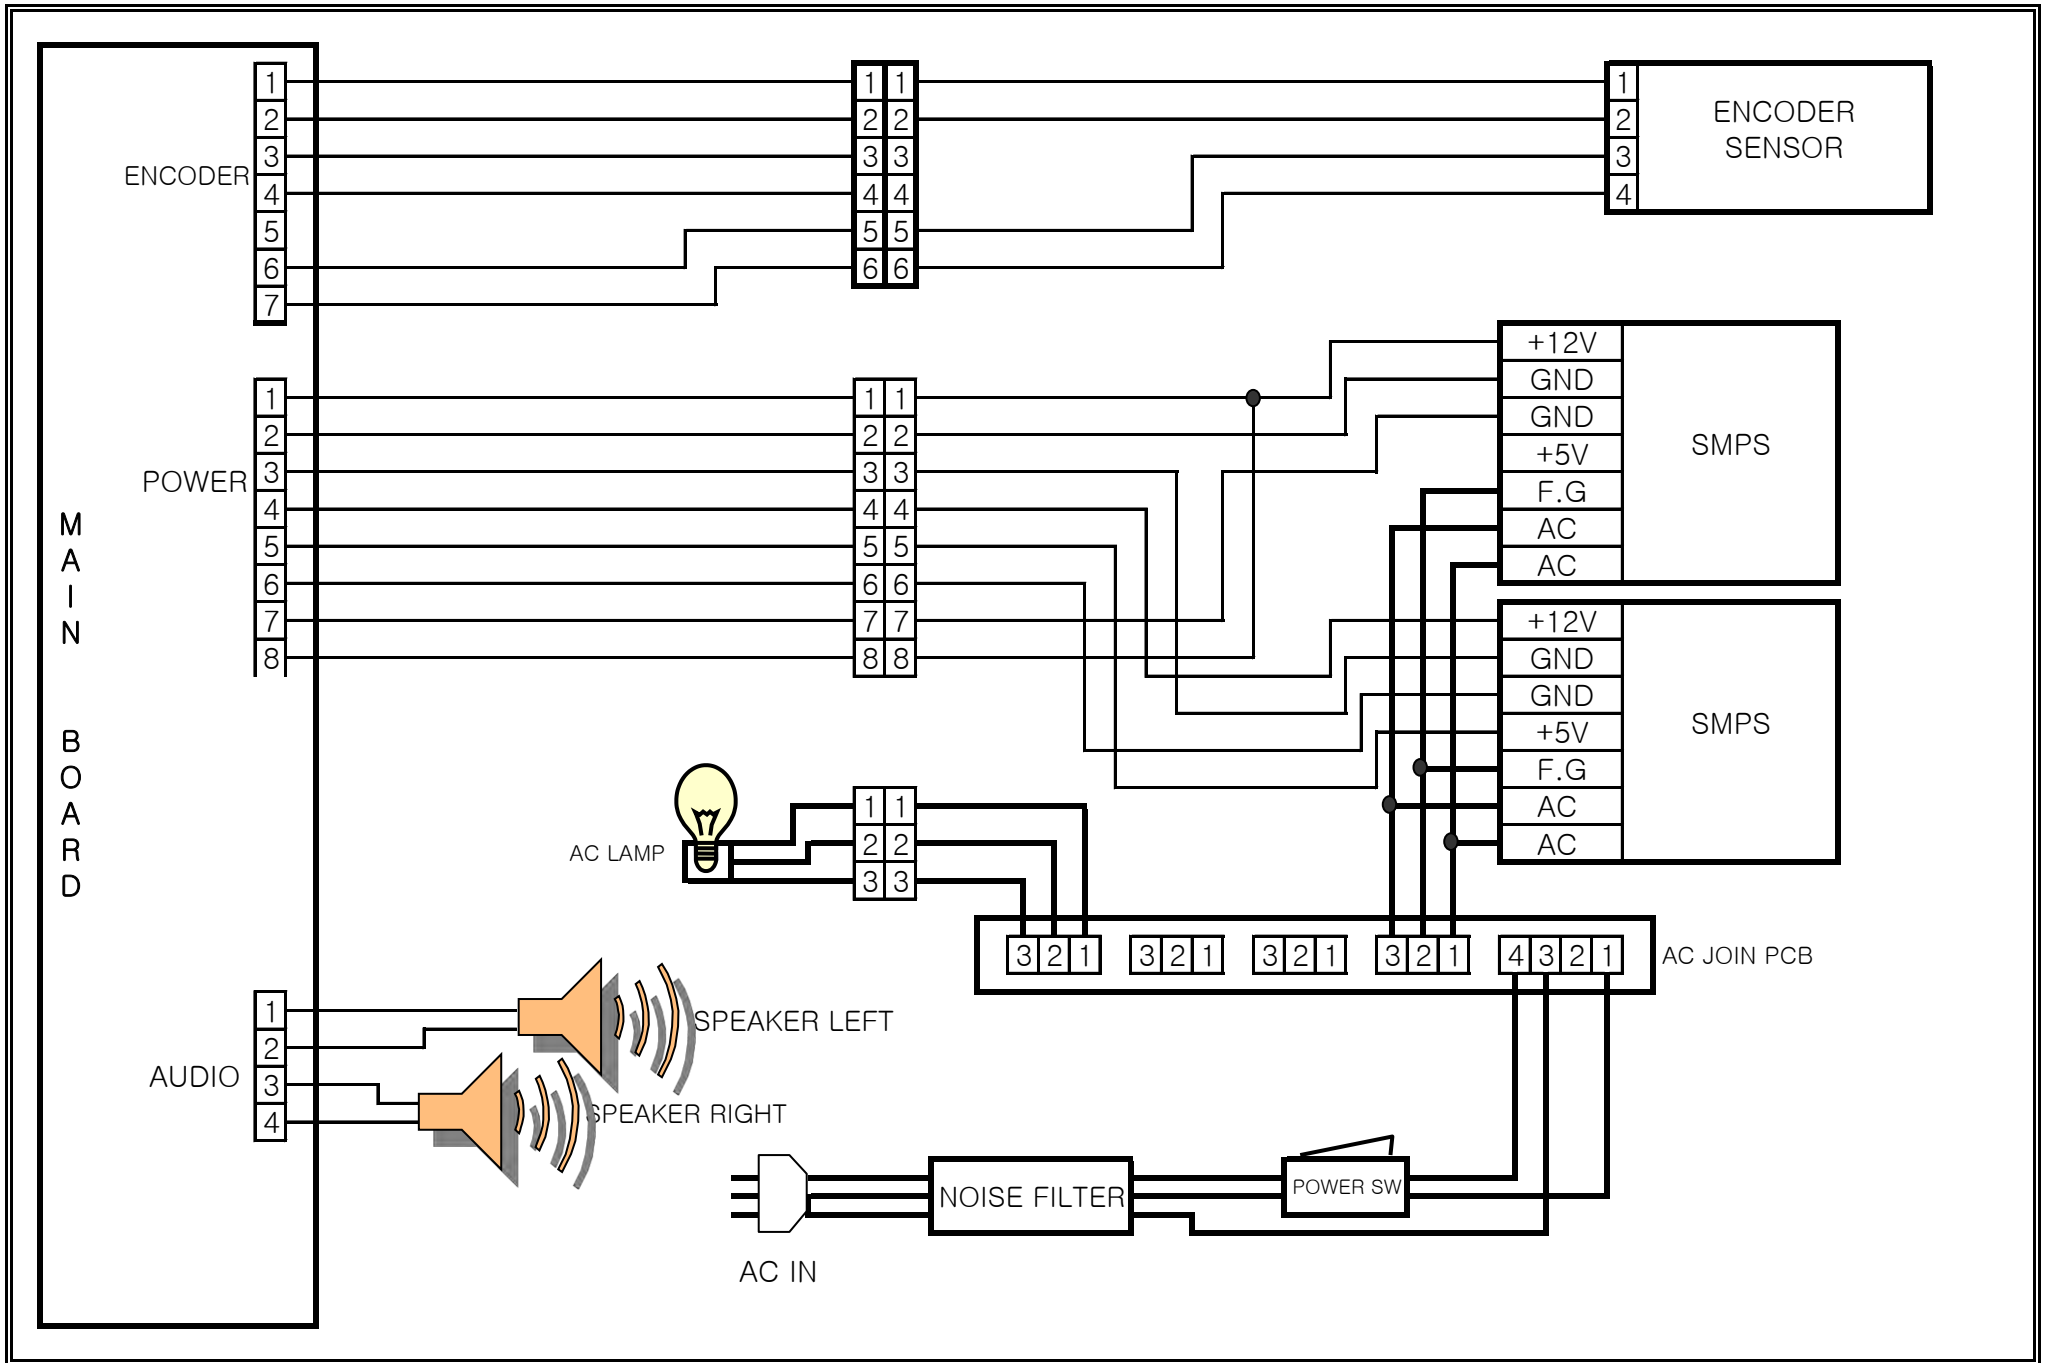 MAIN BOARD
ENCODER
1
2
3
4
5
6
7
1 1
2 2
3 3
4 4
5 5
6 6
1
2
3
4
ENCODER
SENSOR
POWER
1
2
3
4
5
6
7
8
1 1
2 2
3 3
4 4
5 5
6 6
7 7
8 8
+12V
GND
GND
+5V
F.G
AC
AC
SMPS
+12V
GND
GND
+5V
F.G
AC
AC
SMPS
AC LAMP
1 1
2 2
3 3
3 2 1
3 2 1
3 2 1
3 2 1
4 3 2 1
AC JOIN PCB
AUDIO
1
2
3
4
SPEAKER LEFT
SPEAKER RIGHT
NOISE FILTER
POWER SW
AC IN